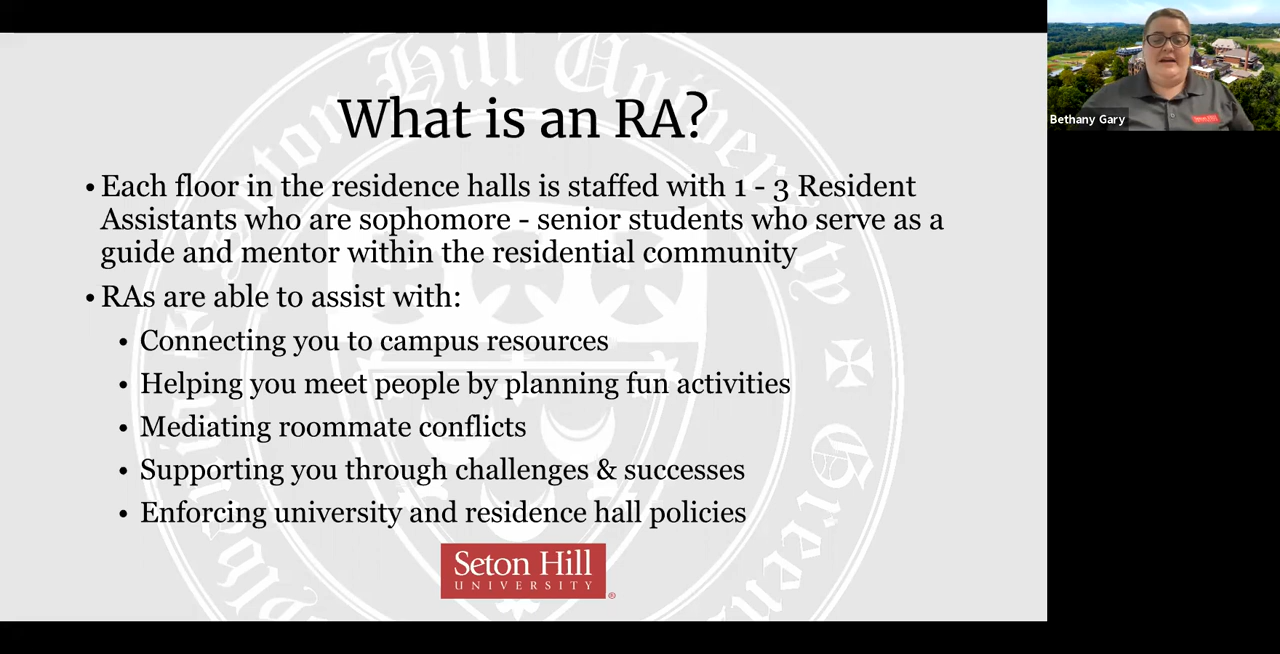 What is an RA?
• Each floor in the residence halls is staffed with 1 - 3 Resident
Assistants who are sophomore - senior students who serve as a
guide and mentor within the residential community
• RAs are able to assist with:
• Connecting you to campus resources
• Helping you meet people by planning fun activities
• Mediating roommate conflicts
• Supporting you through challenges & successes
• Enforcing university and residence hall policies
Seton Hill
UNIVERSITY®
Bethany Gary